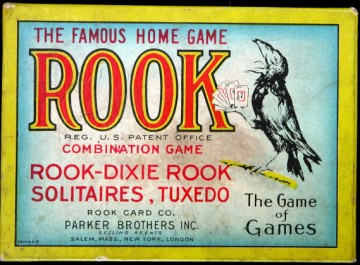 THE FAMOUS HOME GAME
ROOK
REG. U.S. PATENT OFFICE
COMBINATION GAME
ROOK-DIXIE ROOK
SOLITAIRES, TUXEDO
ROOK CARD CO.
PARKER BROTHERS INC.
SELLING AGENTS
SALEM, MASS., NEW YORK, LONDON
The Game
of
Games